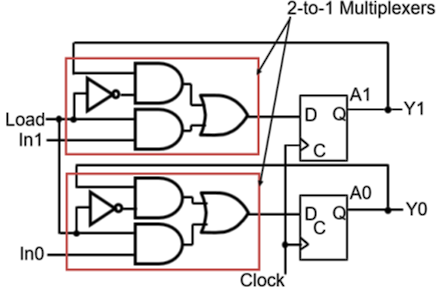 2-to-1 Multiplexers
A1
Load
D Q
Y1
In1
C
A0
D Q
Y0
C
In0
Clock